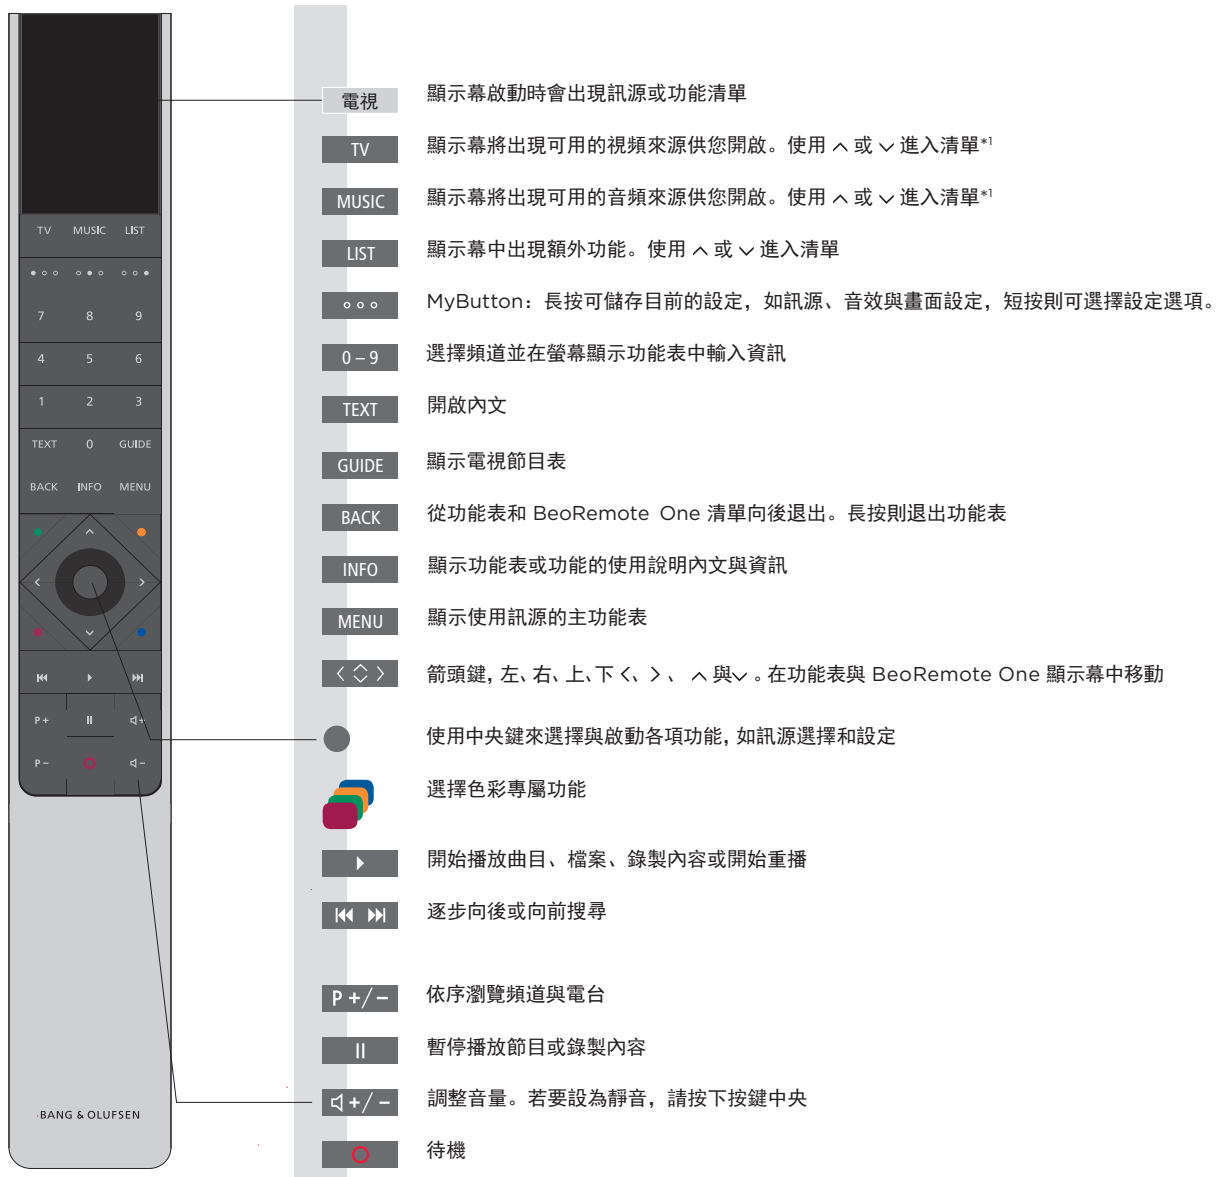 TV MUSIC LIST
7 8 9
4 5 6
1 2 3
TEXT 0 GUIDE
BACK INFO MENU
P+
P−
BANG & OLUFSEN
電視 顯示幕啟動時會出現訊源或功能清單
TV 顯示幕將出現可用的視頻來源供您開啟。使用 ︿ 或 ﹀ 進入清單*1
MUSIC 顯示幕將出現可用的音頻來源供您開啟。使用 ︿ 或 ﹀ 進入清單*1
LIST 顯示幕中出現額外功能。使用 ︿ 或 ﹀ 進入清單
MyButton：長按可儲存目前的設定，如訊源、音效與畫面設定，短按則可選擇設定選項。
0 – 9 選擇頻道並在螢幕顯示功能表中輸入資訊
TEXT 開啟內文
GUIDE 顯示電視節目表
BACK 從功能表和 BeoRemote One 清單向後退出。長按則退出功能表
INFO 顯示功能表或功能的使用說明內文與資訊
MENU 顯示使用訊源的主功能表
箭頭鍵，左、右、上、下 〈、 〉、 ︿ 與﹀ 。在功能表與 BeoRemote One 顯示幕中移動
使用中央鍵來選擇與啟動各項功能，如訊源選擇和設定
選擇色彩專屬功能
開始播放曲目、檔案、錄製內容或開始重播
逐步向後或向前搜尋
P +/− 依序瀏覽頻道與電台
暫停播放節目或錄製內容
+/− 調整音量。若要設為靜音，請按下按鍵中央
待機